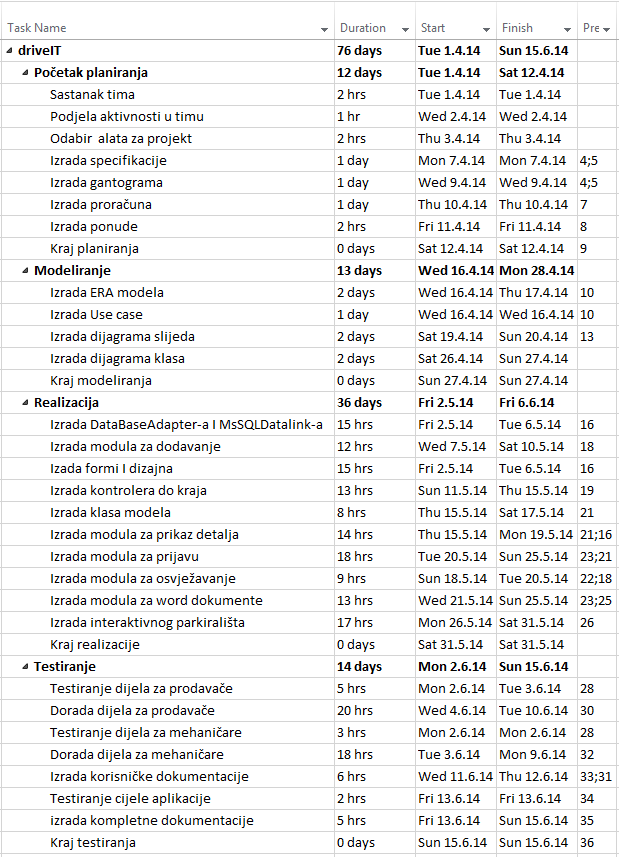 Task Name Duration Start Finish Pre
driveIT 76 days Tue 1.4.14 Sun 15.6.14
Početak planiranja 12 days Tue 1.4.14 Sat 12.4.14
Sastanak tima 2 hrs Tue 1.4.14 Tue 1.4.14
Podjela aktivnosti u timu 1 hr Wed 2.4.14 Wed 2.4.14
Odabir alata za projekt 2 hrs Thu 3.4.14 Thu 3.4.14
Izrada specifikacije 1 day Mon 7.4.14 Mon 7.4.14 4;5
Izrada gantograma 1 day Wed 9.4.14 Wed 9.4.14 4;5
Izrada proračuna 1 day Thu 10.4.14 Thu 10.4.14 7
Izrada ponude 2 hrs Fri 11.4.14 Fri 11.4.14 8
Kraj planiranja 0 days Sat 12.4.14 Sat 12.4.14 9
Modeliranje 13 days Wed 16.4.14 Mon 28.4.14
Izrada ERA modela 2 days Wed 16.4.14 Thu 17.4.14 10
Izrada Use case 1 day Wed 16.4.14 Wed 16.4.14 10
Izrada dijagrama slijeda 2 days Sat 19.4.14 Sun 20.4.14 13
Izrada dijagrama klasa 2 days Sat 26.4.14 Sun 27.4.14
Kraj modeliranja 0 days Sun 27.4.14 Sun 27.4.14
Realizacija 36 days Fri 2.5.14 Fri 6.6.14
Izrada DataBaseAdapter-a I MsSQLDatalink-a 15 hrs Fri 2.5.14 Tue 6.5.14 16
Izrada modula za dodavanje 12 hrs Wed 7.5.14 Sat 10.5.14 18
Izada formi I dizajna 15 hrs Fri 2.5.14 Tue 6.5.14 16
Izrada kontrolera do kraja 13 hrs Sun 11.5.14 Thu 15.5.14 19
Izrada klasa modela 8 hrs Thu 15.5.14 Sat 17.5.14 21
Izrada modula za prikaz detalja 14 hrs Thu 15.5.14 Mon 19.5.14 21;16
Izrada modula za prijavu 18 hrs Tue 20.5.14 Sun 25.5.14 23;21
Izrada modula za osvježavanje 9 hrs Sun 18.5.14 Tue 20.5.14 22;18
Izrada modula za word dokumente 13 hrs Wed 21.5.14 Sun 25.5.14 23;25
Izrada interaktivnog parkirališta 17 hrs Mon 26.5.14 Sat 31.5.14 26
Kraj realizacije 0 days Sat 31.5.14 Sat 31.5.14
Testiranje 14 days Mon 2.6.14 Sun 15.6.14
Testiranje dijela za prodavače 5 hrs Mon 2.6.14 Tue 3.6.14 28
Dorada dijela za prodavače 20 hrs Wed 4.6.14 Tue 10.6.14 30
Testiranje dijela za mehaničare 3 hrs Mon 2.6.14 Mon 2.6.14 28
Dorada dijela za mehaničare 18 hrs Tue 3.6.14 Mon 9.6.14 32
Izrada korisničke dokumentacije 6 hrs Wed 11.6.14 Thu 12.6.14 33;31
Testiranje cijele aplikacije 2 hrs Fri 13.6.14 Fri 13.6.14 34
izrada kompletne dokumentacije 5 hrs Fri 13.6.14 Sun 15.6.14 35
Kraj testiranja 0 days Sun 15.6.14 Sun 15.6.14 36